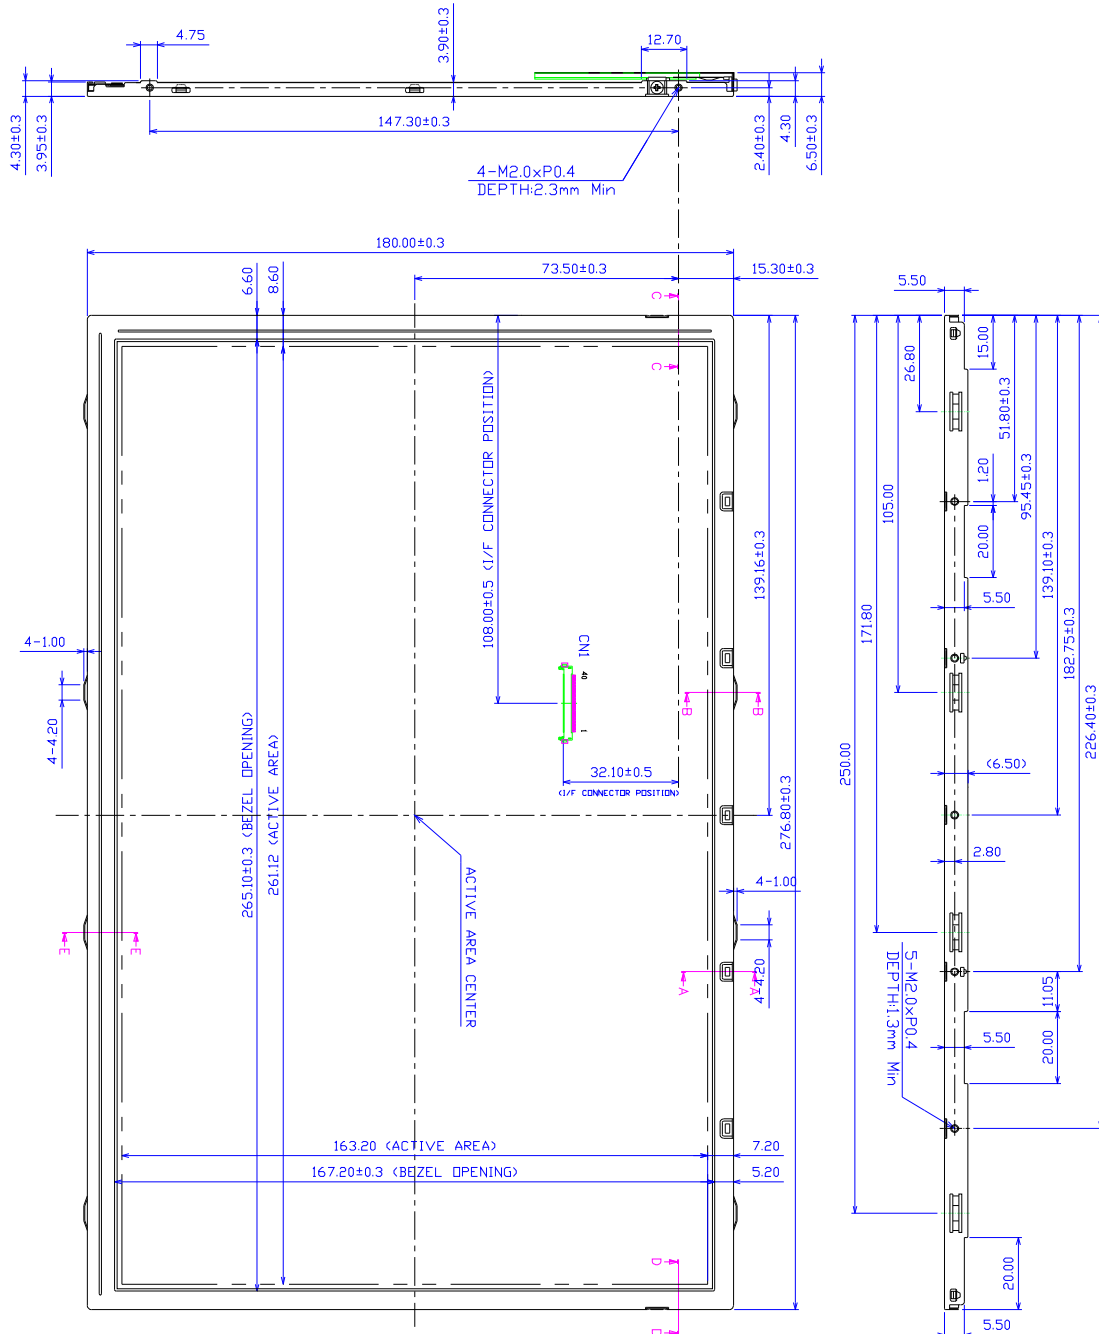 4.75
3.90±0.3
12.70
4.30±0.3
3.95±0.3
147.30±0.3
2.40±0.3
4.30
6.50±0.3
4-M2.0xP0.4
DEPTH:2.3mm Min
180.00±0.3
6.60
8.60
73.50±0.3
15.30±0.3
C
C
108.00±0.5 (I/F CONNECTOR POSITION)
139.16±0.3
276.80±0.3
CN1
40
1
B
B
32.10±0.5
(I/F CONNECTOR POSITION)
4-1.00
4-4.20
265.10±0.3 (BEZEL OPENING)
261.12 (ACTIVE AREA)
ACTIVE AREA CENTER
4-1.00
4-4.20
E
E
A
A
163.20 (ACTIVE AREA)
7.20
167.20±0.3 (BEZEL OPENING)
5.20
D
5.50
26.80
15.00
51.80±0.3
95.45±0.3
1.20
105.00
20.00
139.10±0.3
5.50
171.80
182.75±0.3
226.40±0.3
250.00
(6.50)
2.80
5-M2.0xP0.4
DEPTH:1.3mm Min
11.05
5.50
20.00
20.00
5.50